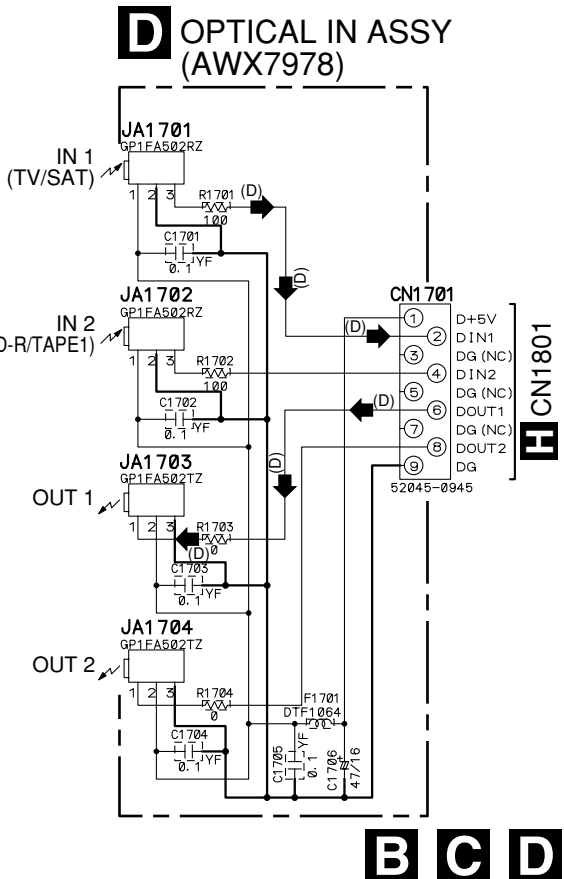 D OPTICAL IN ASSY
(AWX7978)
JA1701
GP1FA502RZ
IN 1
(TV/SAT)
1 2 3
R1701
100
(D)
C1701
0.1 YF
(D)
JA1702
GP1FA502RZ
IN 2
D-R/TAPE1)
1 2 3
R1702
100
C1702
0.1 YF
CN1701
(D)
1 D+5V
2 DIN1
3 DG(NC)
4 DIN2
5 DG(NC)
6 DOUT1
7 DG(NC)
8 DOUT2
9 DG
52045-0945
H CN1801
(D)
(D)
JA1703
GP1FA502TZ
OUT 1
1 2 3
R1703
0
(D)
C1703
0.1 YF
JA1704
GP1FA502TZ
OUT 2
1 2 3
R1704
0
C1704
0.1 YF
F1701
DTF1064
C1705
0.1
YF
C1706
+
47/16
B C D